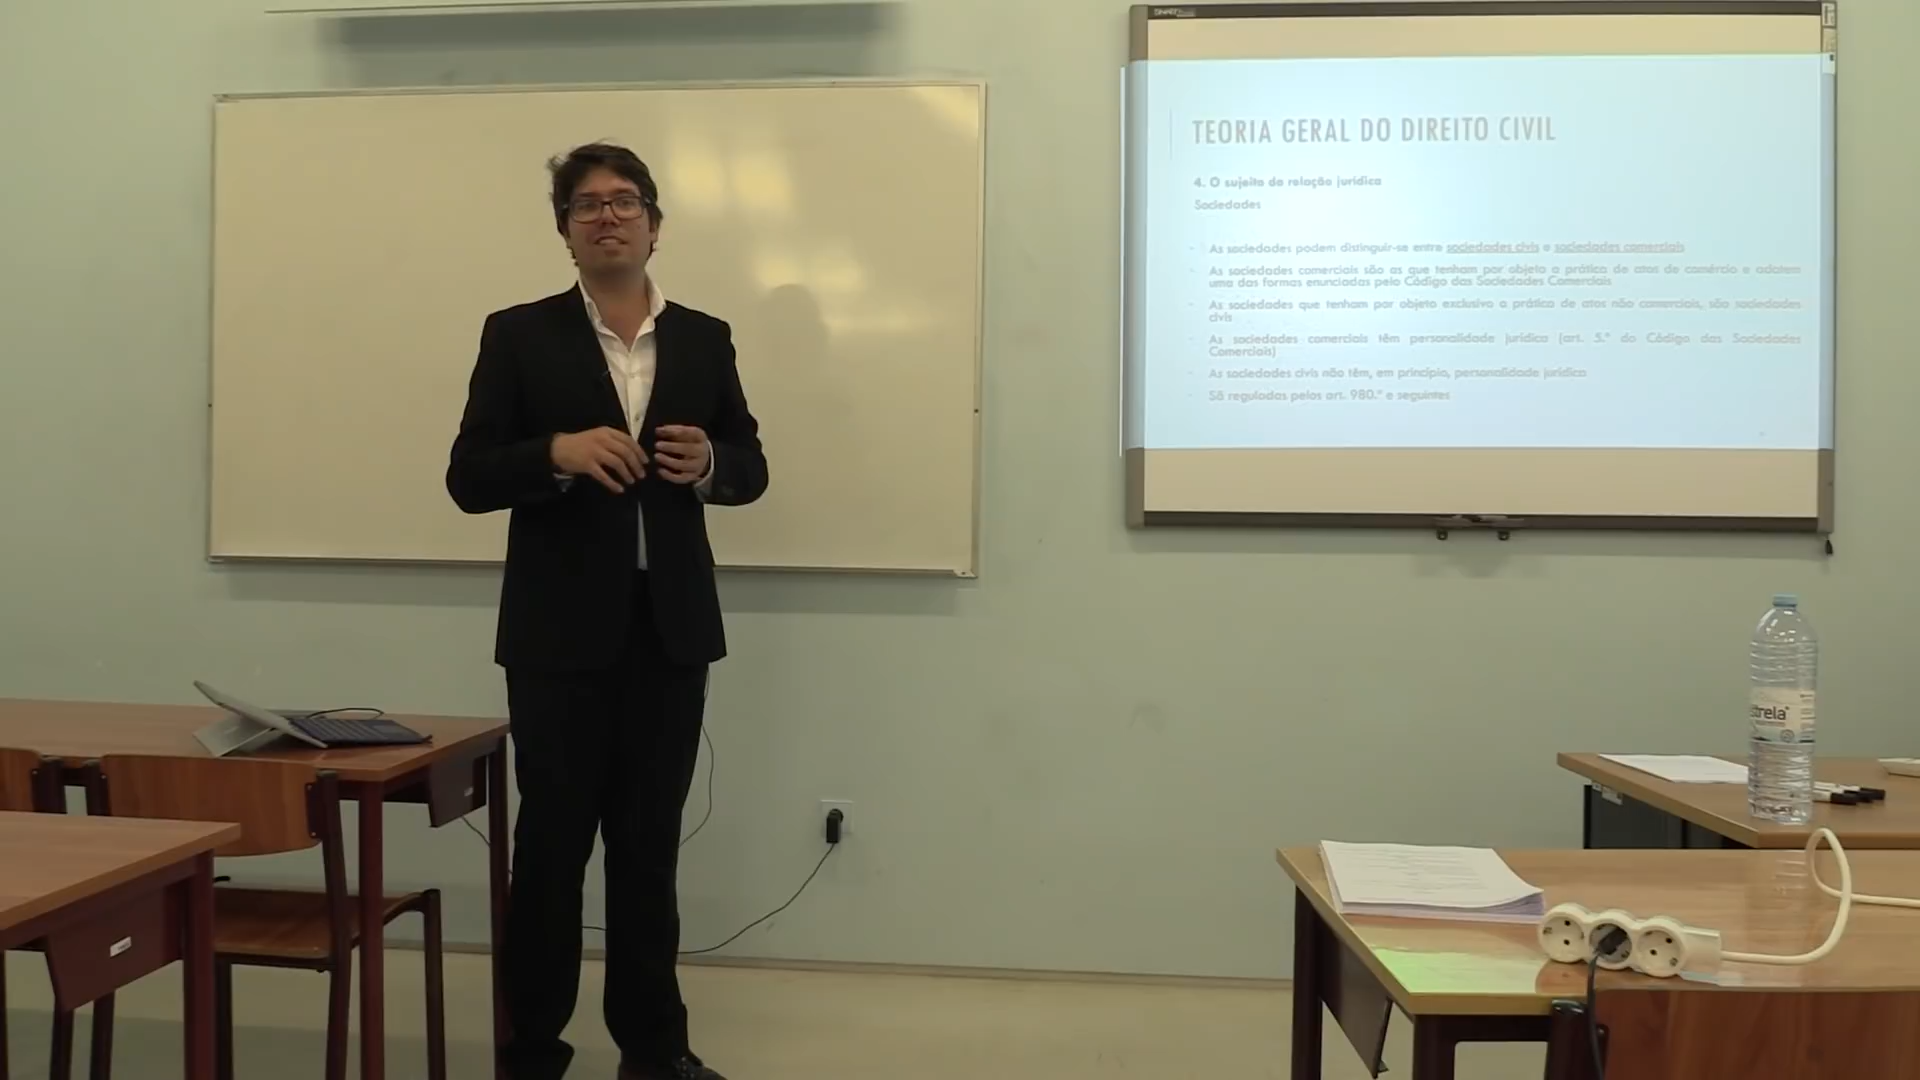 TEORIA GERAL DO DIREITO CIVIL
4. O sujeito da relação jurídica
Sociedades
- As sociedades podem distinguir-se entre sociedades civis e sociedades comerciais
- As sociedades comerciais são as que tenham por objeto a prática de atos de comércio e adotem
uma das formas enunciadas pelo Código das Sociedades Comerciais
- As sociedades que tenham por objeto exclusivo a prática de atos não comerciais, são sociedades
civis
- As sociedades comerciais têm personalidade jurídica (art. 5.º do Código das Sociedades
Comerciais)
- As sociedades civis não têm, em princípio, personalidade jurídica
- Sã reguladas pelos art. 980.º e seguintes
strela